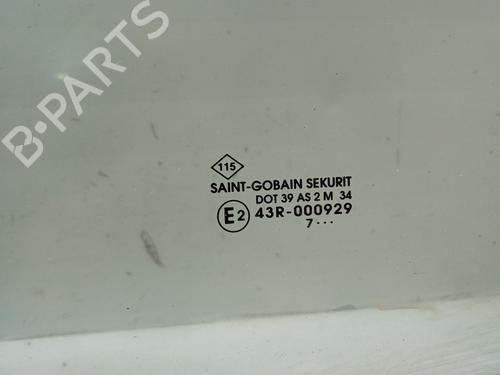 B-PARTS
115
SAINT-GOBAIN SEKURIT
DOT 39 AS 2 M 34
E2 43R-000929
7···